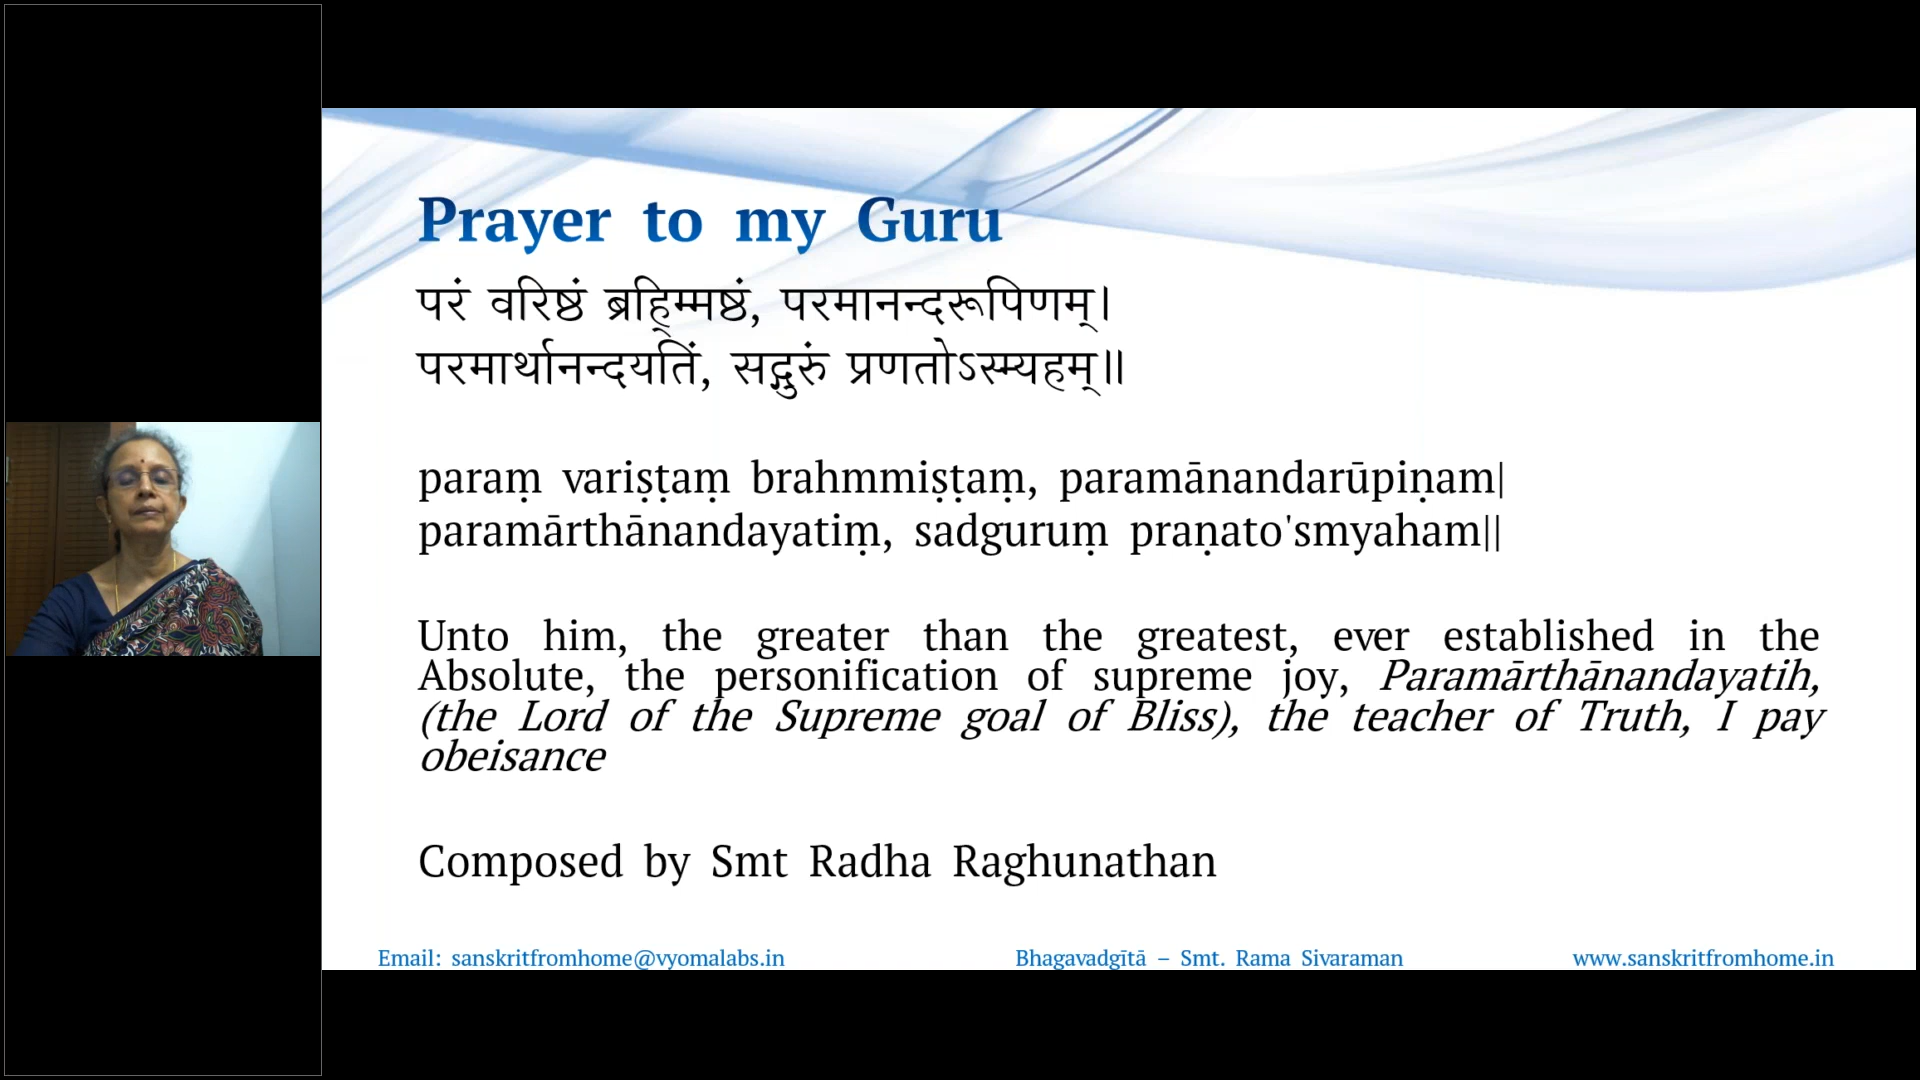 Prayer to my Guru
परं वरिष्ठं ब्रह्म्मिष्ठं, परमानन्दरूपिणम्।
परमार्थानन्दयतिं, सद्गुरुं प्रणतोऽस्म्यहम्॥
paraṃ variṣṭaṃ brahmmiṣṭaṃ, paramānandarūpiṇam|
paramārthānandayatiṃ, sadguruṃ praṇato'smyaham||
Unto him, the greater than the greatest, ever established in the
Absolute, the personification of supreme joy, Paramārthānandayatih,
(the Lord of the Supreme goal of Bliss), the teacher of Truth, I pay
obeisance
Composed by Smt Radha Raghunathan
Email: sanskritfromhome@vyomalabs.in
Bhagavadgītā – Smt. Rama Sivaraman
www.sanskritfromhome.in